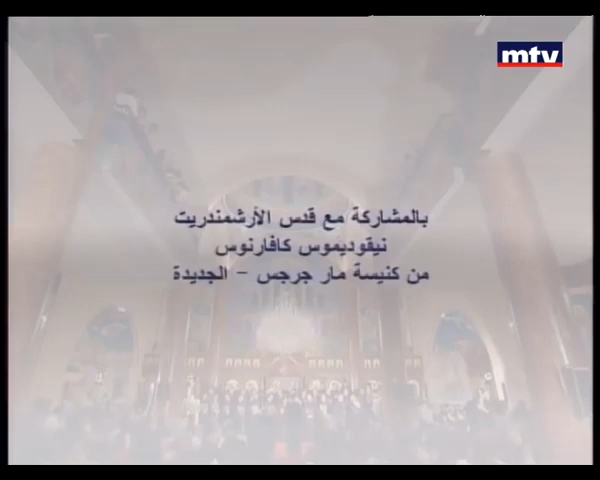 mtv
بالمشاركة مع قدس الأرشمندريت
نيقوديموس كافارنوس
من كنيسة مار جرجس - الجديدة